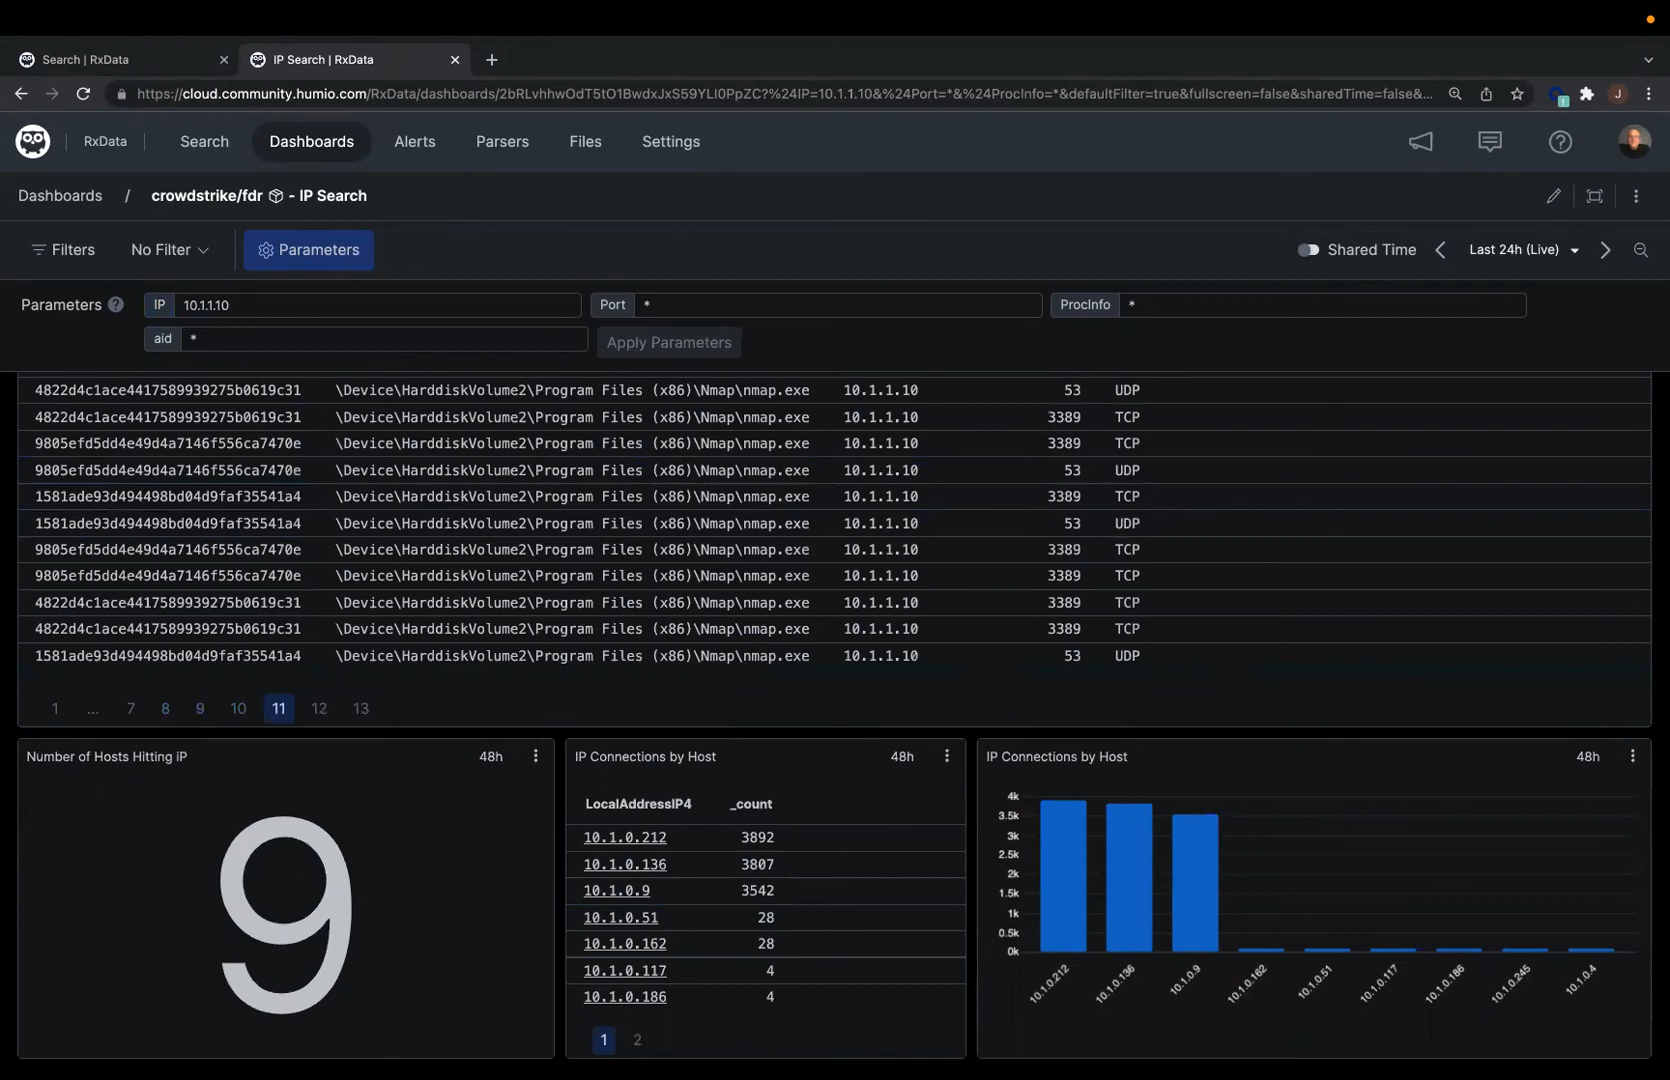 Search | RxData
IP Search | RxData
https://cloud.community.humio.com/RxData/dashboards/2bRLvhhwOdT5tO1BwdxJxS59YLI0PpZC?%24IP=10.1.1.10&%24Port=*&%24ProcInfo=*&defaultFilter=true&fullscreen=false&sharedTime=false&...
J
RxData Search Dashboards Alerts Parsers Files Settings
Dashboards / crowdstrike/fdr - IP Search
Filters No Filter Parameters Shared Time Last 24h (Live)
Parameters IP 10.1.1.10 Port * ProcInfo *
aid * Apply Parameters
4822d4c1ace4417589939275b0619c31 \Device\HarddiskVolume2\Program Files (x86)\Nmap\nmap.exe 10.1.1.10 53 UDP
4822d4c1ace4417589939275b0619c31 \Device\HarddiskVolume2\Program Files (x86)\Nmap\nmap.exe 10.1.1.10 3389 TCP
9805efd5dd4e49d4a7146f556ca7470e \Device\HarddiskVolume2\Program Files (x86)\Nmap\nmap.exe 10.1.1.10 3389 TCP
9805efd5dd4e49d4a7146f556ca7470e \Device\HarddiskVolume2\Program Files (x86)\Nmap\nmap.exe 10.1.1.10 53 UDP
1581ade93d494498bd04d9faf35541a4 \Device\HarddiskVolume2\Program Files (x86)\Nmap\nmap.exe 10.1.1.10 3389 TCP
1581ade93d494498bd04d9faf35541a4 \Device\HarddiskVolume2\Program Files (x86)\Nmap\nmap.exe 10.1.1.10 53 UDP
9805efd5dd4e49d4a7146f556ca7470e \Device\HarddiskVolume2\Program Files (x86)\Nmap\nmap.exe 10.1.1.10 3389 TCP
9805efd5dd4e49d4a7146f556ca7470e \Device\HarddiskVolume2\Program Files (x86)\Nmap\nmap.exe 10.1.1.10 3389 TCP
4822d4c1ace4417589939275b0619c31 \Device\HarddiskVolume2\Program Files (x86)\Nmap\nmap.exe 10.1.1.10 3389 TCP
4822d4c1ace4417589939275b0619c31 \Device\HarddiskVolume2\Program Files (x86)\Nmap\nmap.exe 10.1.1.10 3389 TCP
1581ade93d494498bd04d9faf35541a4 \Device\HarddiskVolume2\Program Files (x86)\Nmap\nmap.exe 10.1.1.10 53 UDP
1 ... 7 8 9 10 11 12 13
Number of Hosts Hitting iP 48h
9
IP Connections by Host 48h
LocalAddressIP4 _count
10.1.0.212 3892
10.1.0.136 3807
10.1.0.9 3542
10.1.0.51 28
10.1.0.162 28
10.1.0.117 4
10.1.0.186 4
1 2
IP Connections by Host 48h
4k
3.5k
3k
2.5k
2k
1.5k
1k
0.5k
0k
10.1.0.212 10.1.0.136 10.1.0.9 10.1.0.162 10.1.0.51 10.1.0.117 10.1.0.186 10.1.0.245 10.1.0.4